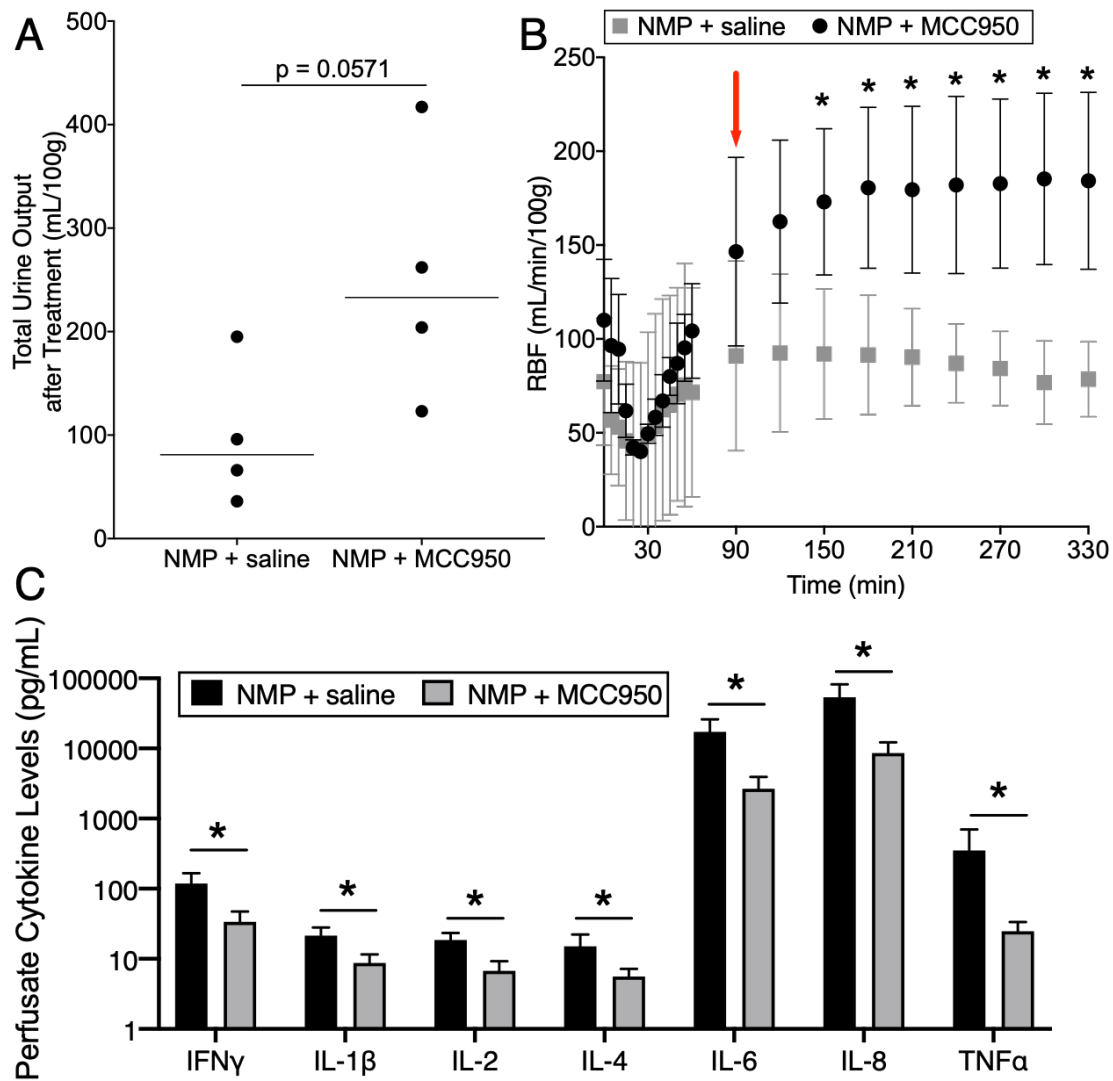 A
Total Urine Output
after Treatment (mL/100g)
500
400
300
200
100
0
p = 0.0571
NMP + saline
NMP + MCC950
B
NMP + saline
NMP + MCC950
RBF (mL/min/100g)
250
200
150
100
50
0
* * * * * * *
30
90
150
210
270
330
Time (min)
C
Perfusate Cytokine Levels (pg/mL)
NMP + saline
NMP + MCC950
100000
10000
1000
100
10
1
* * * * * * *
IFNγ
IL-1β
IL-2
IL-4
IL-6
IL-8
TNFα